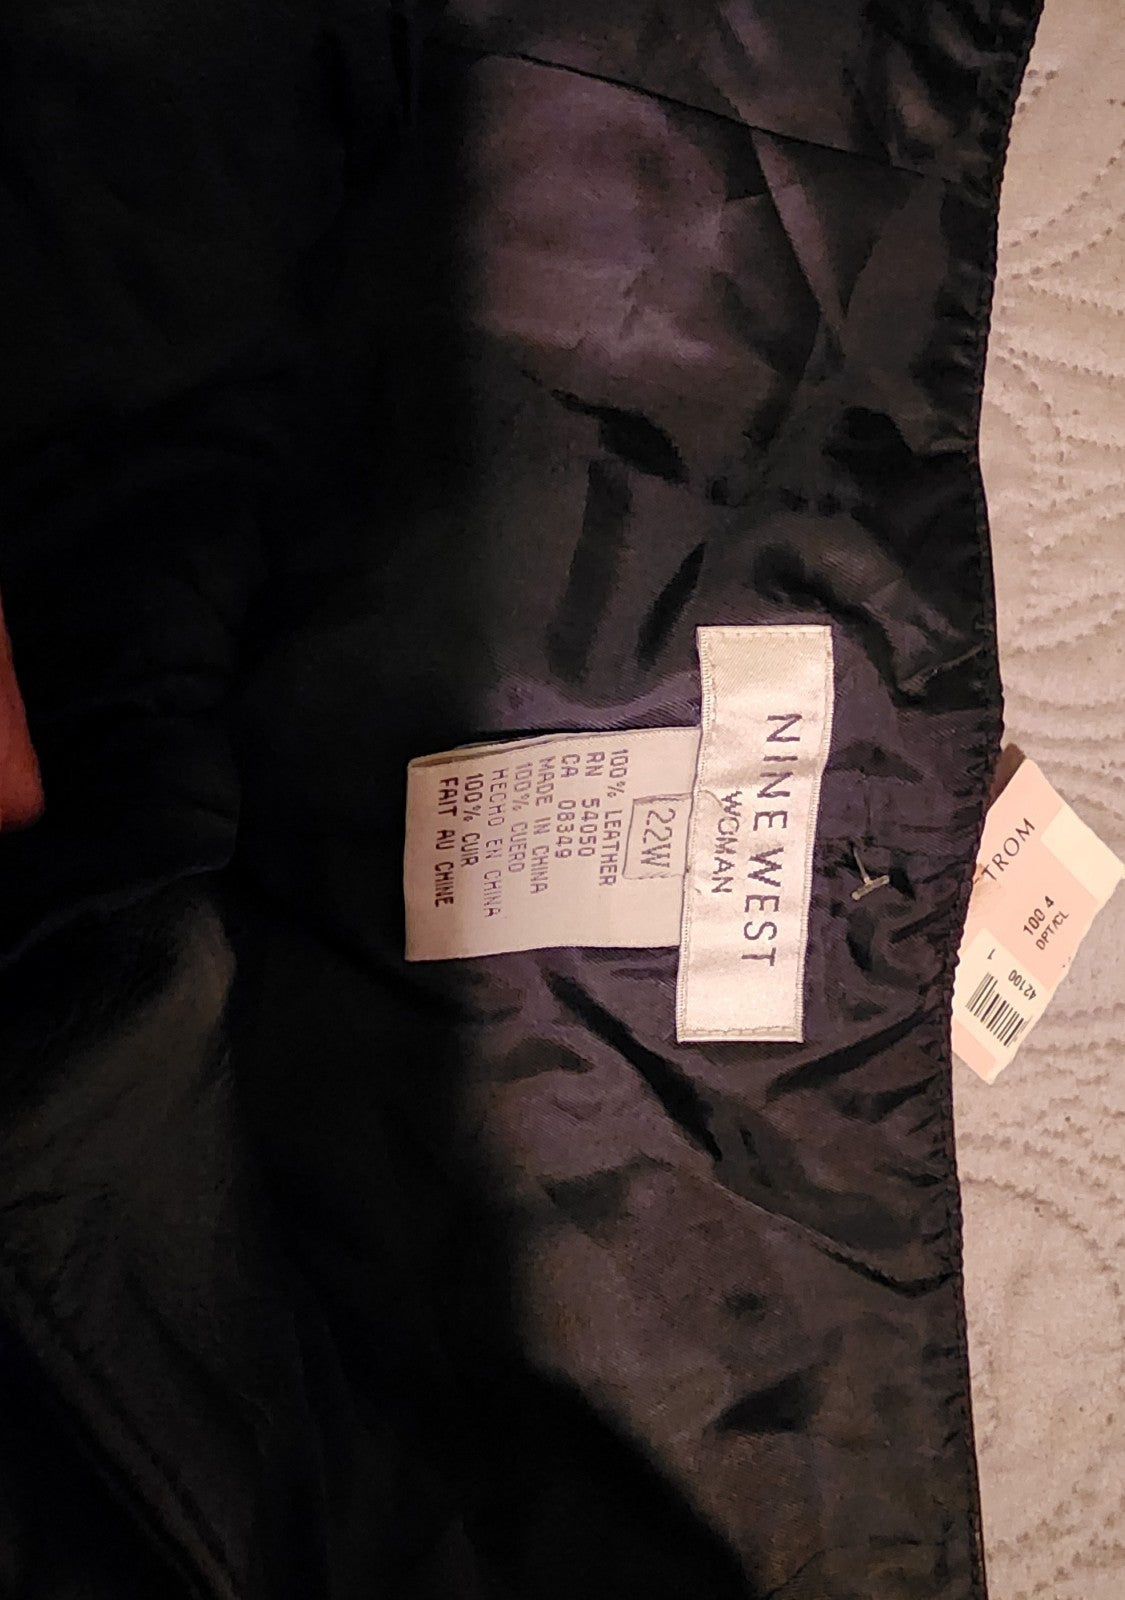 NINE WEST
WOMAN
22W
100% LEATHER
RN 54050
CA 08349
MADE IN CHINA
100% CUERO
HECHO EN CHINA
100% CUIR
FAIT AU CHINE
TROM
100 4
DPT/CL
42100
1